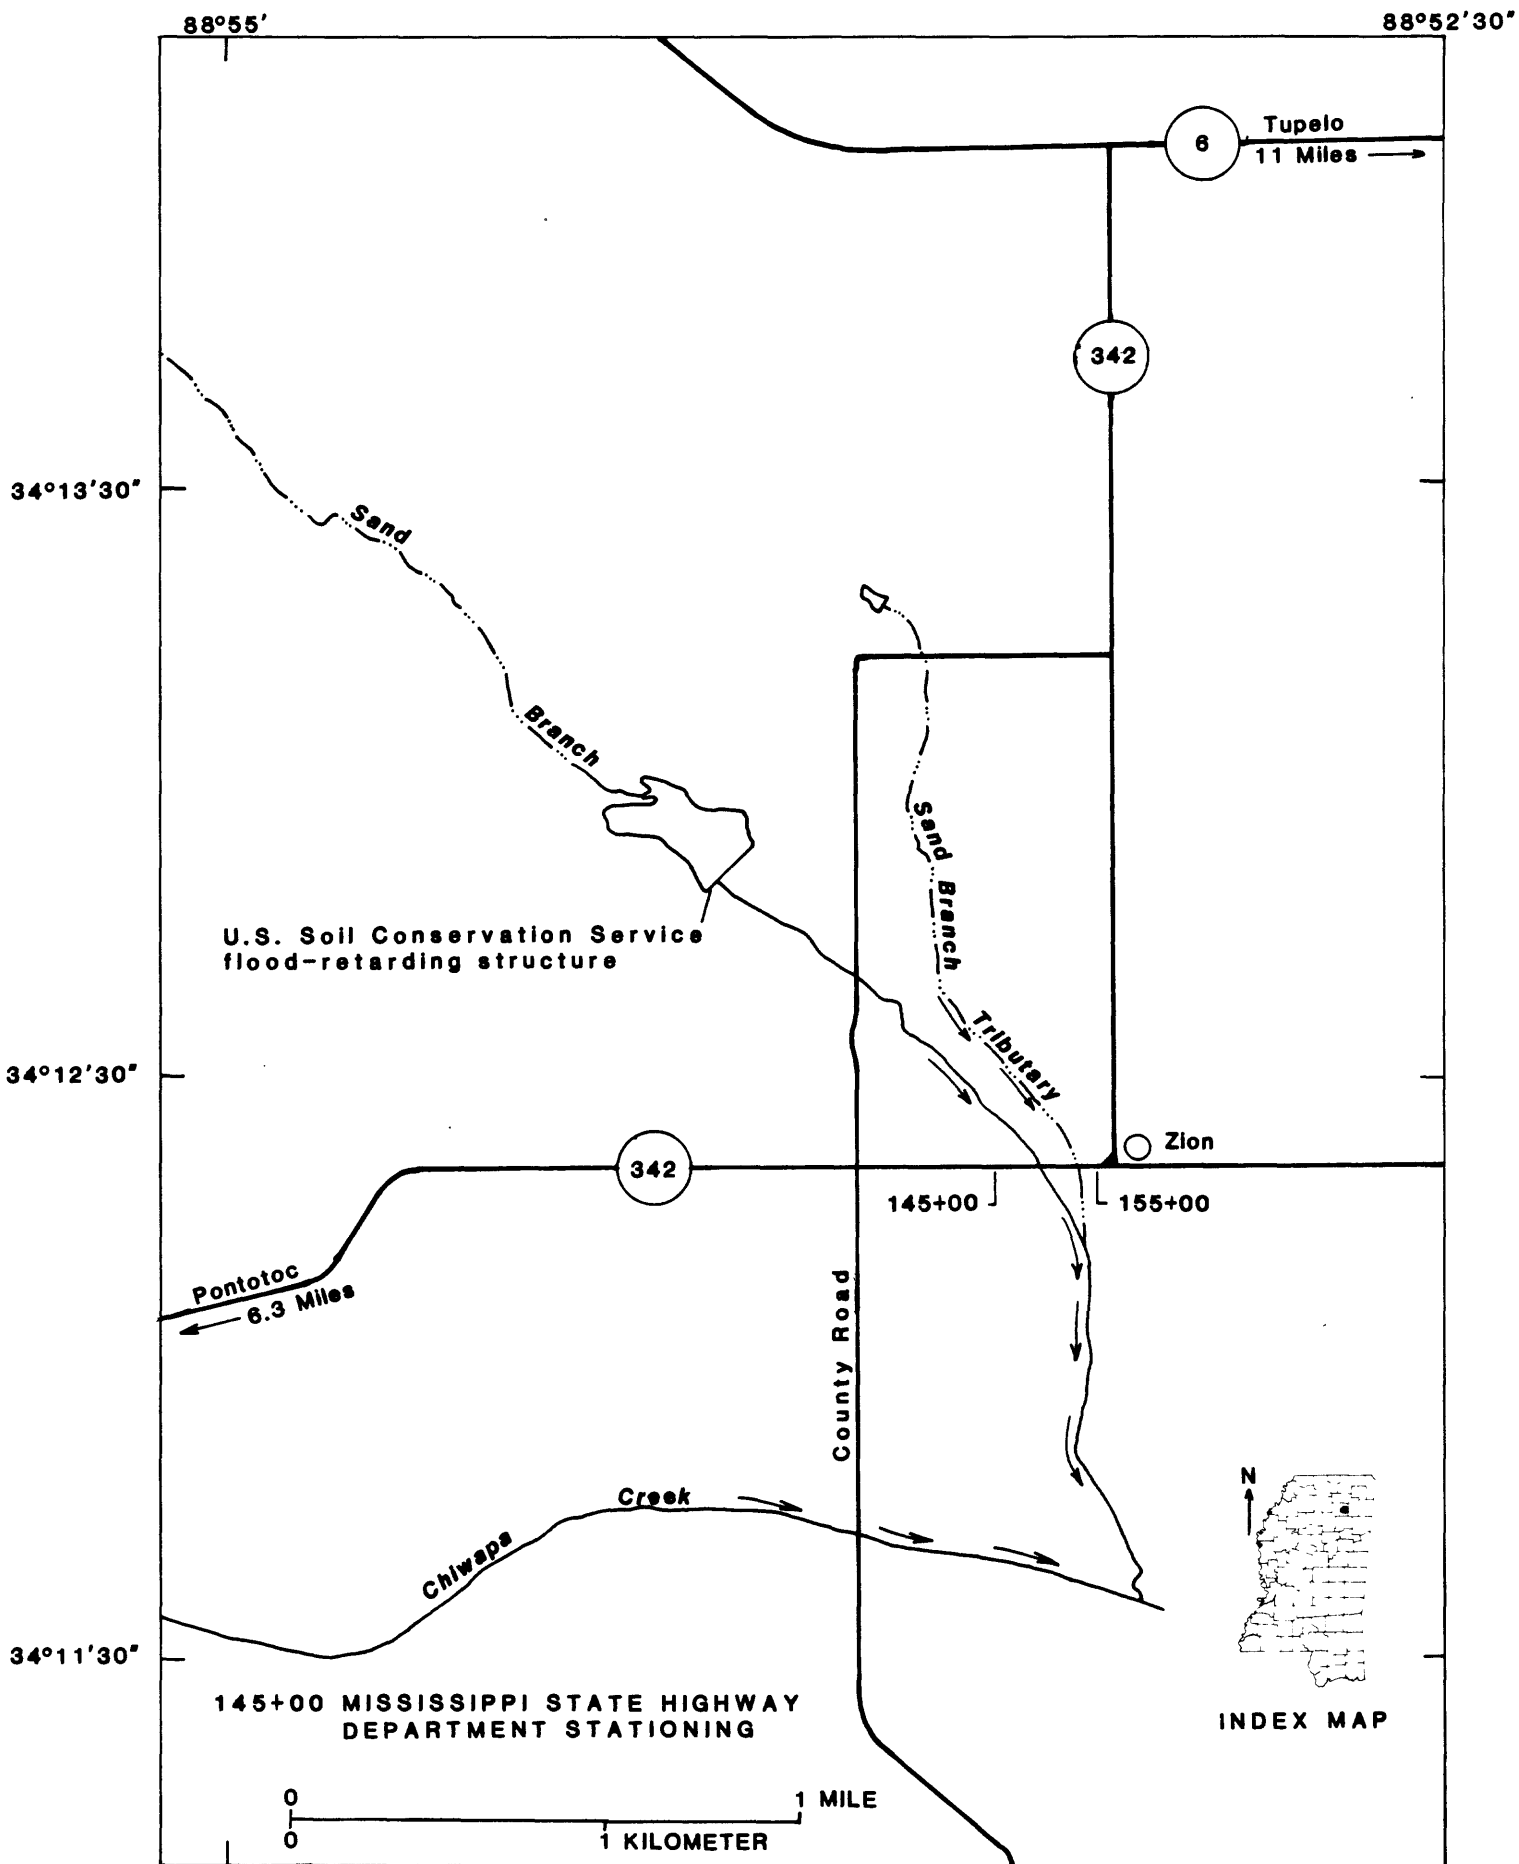 88°55'
88°52'30"
Tupelo
6
11 Miles
342
34°13'30"
Sand
Branch
Sand Branch
Tributary
U.S. Soil Conservation Service
flood-retarding structure
34°12'30"
Zion
342
145+00
155+00
Pontotoc
6.3 Miles
County Road
Creek
Chiwapa
N
34°11'30"
145+00 MISSISSIPPI STATE HIGHWAY
DEPARTMENT STATIONING
INDEX MAP
0
1 MILE
0
1 KILOMETER